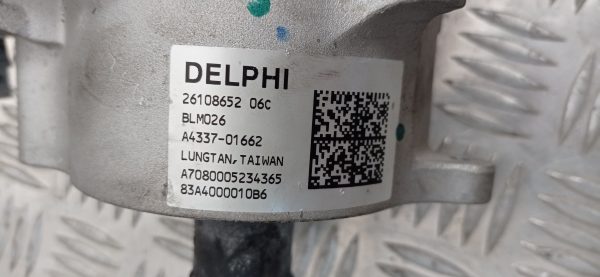 DELPHI
26108652 06C
BLM026
A4337-01662
LUNGTAN, TAIWAN
A7080005234365
83A4000010B6